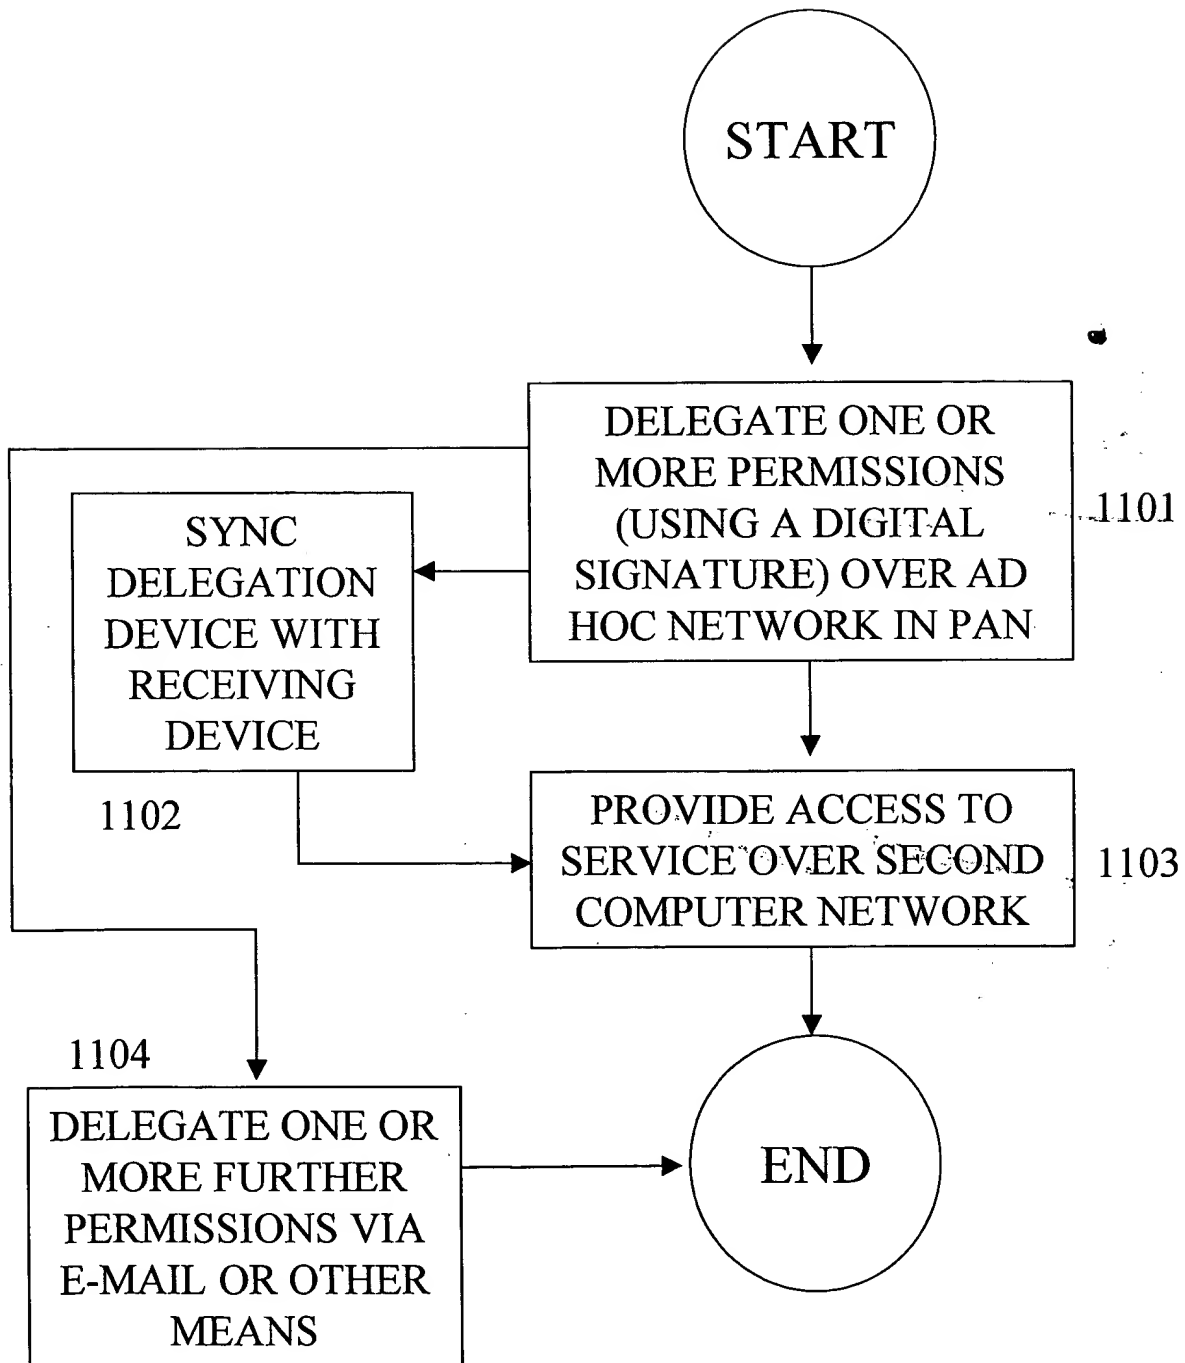 START
DELEGATE ONE OR
MORE PERMISSIONS
(USING A DIGITAL
SIGNATURE) OVER AD
HOC NETWORK IN PAN
1101
SYNC
DELEGATION
DEVICE WITH
RECEIVING
DEVICE
1102
PROVIDE ACCESS TO
SERVICE OVER SECOND
COMPUTER NETWORK
1103
1104
DELEGATE ONE OR
MORE FURTHER
PERMISSIONS VIA
E-MAIL OR OTHER
MEANS
END